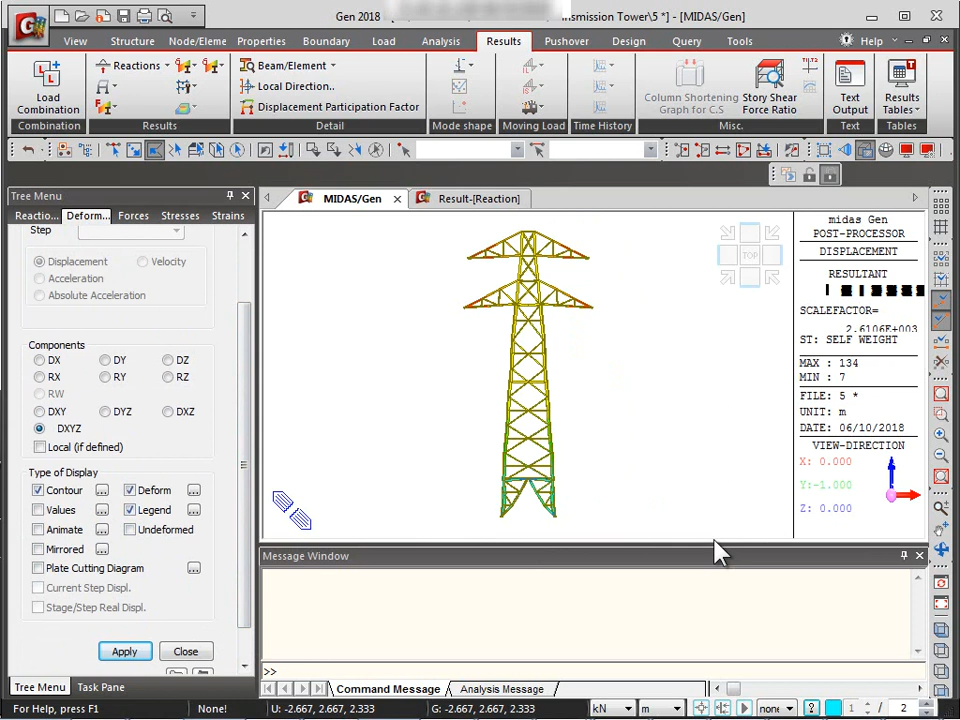 Gen 2018
nsmission Tower\5 *] - [MIDAS/Gen]
View Structure Node/Eleme Properties Boundary Load Analysis Results Pushover Design Query Tools Help
Load Combination
Combination
Reactions
Results
Beam/Element
Local Direction..
Displacement Participation Factor
Detail
Mode shape
Moving Load
Time History
Column Shortening Graph for C.S
Story Shear Force Ratio
Misc.
Text Output
Text
Results Tables
Tables
Tree Menu
Reactio... Deform... Forces Stresses Strains
Step
Displacement Velocity
Acceleration
Absolute Acceleration
Components
DX DY DZ
RX RY RZ
RW
DXY DYZ DXZ
DXYZ
Local (if defined)
Type of Display
Contour ... Deform ...
Values ... Legend ...
Animate ... Undeformed
Mirrored ...
Plate Cutting Diagram ...
Current Step Displ.
Stage/Step Real Displ.
Apply Close
Tree Menu Task Pane
MIDAS/Gen Result-[Reaction]
TOP
midas Gen
POST-PROCESSOR
DISPLACEMENT
RESULTANT
SCALEFACTOR=
2.6106E+003
ST: SELF WEIGHT
MAX : 134
MIN : 7
FILE: 5 *
UNIT: m
DATE: 06/10/2018
VIEW-DIRECTION
X: 0.000
Y:-1.000
Z: 0.000
Message Window
>>
Command Message Analysis Message
For Help, press F1 None! U: -2.667, 2.667, 2.333 G: -2.667, 2.667, 2.333 kN m none 1 / 2